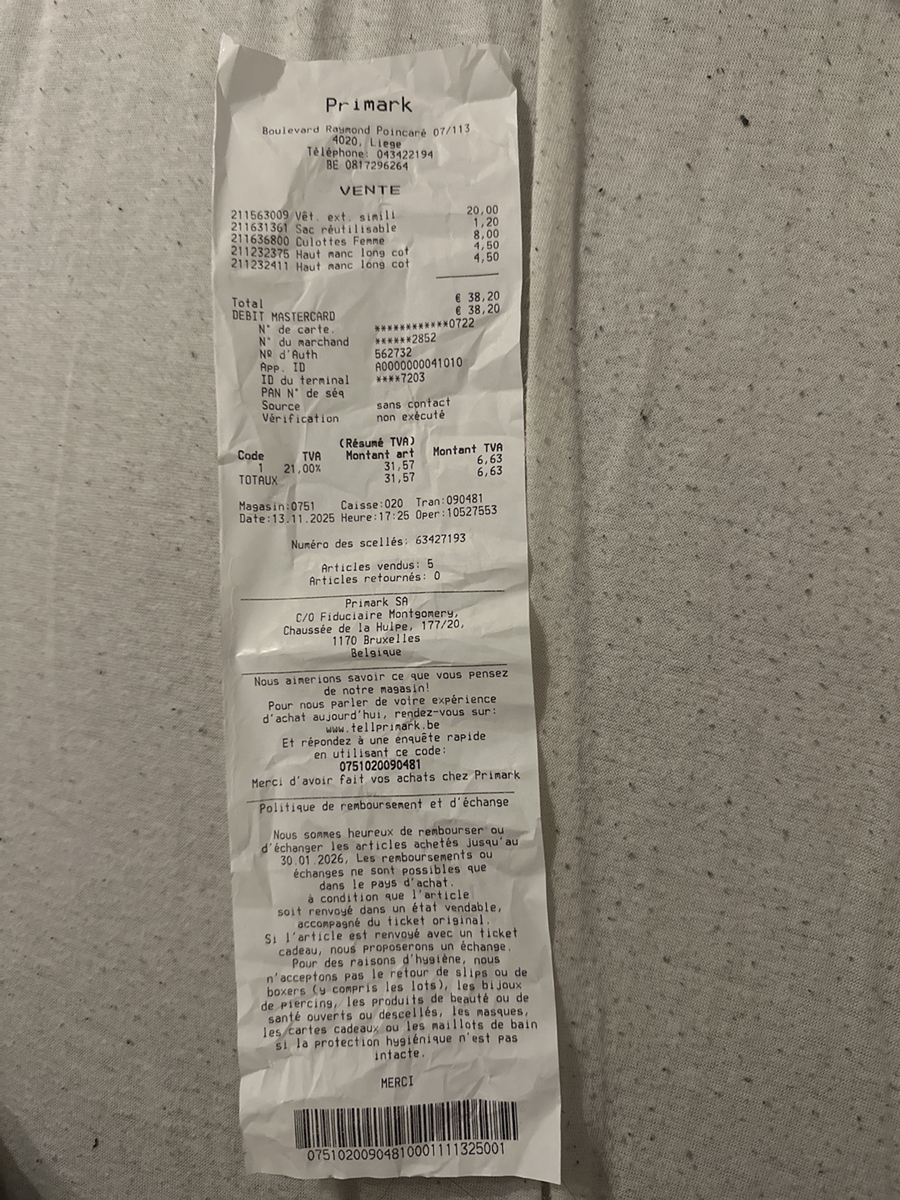 Primark
Boulevard Raymond Poincaré 07/113
4020, Liege
Téléphone: 043422194
BE 0817296264
VENTE
211563009 Vêt. ext. simili 20,00
211631361 Sac réutilisable 1,20
211636800 Culottes Femme 8,00
211232375 Haut manc long cot 4,50
211232411 Haut manc long cot 4,50
Total € 38,20
DEBIT MASTERCARD € 38,20
N° de carte. ************0722
N° du marchand ******2852
Nº d'Auth 562732
App. ID A0000000041010
ID du terminal ****7203
PAN N° de séq
Source sans contact
Vérification non exécuté
(Résumé TVA)
Code TVA Montant art Montant TVA
1 21,00% 31,57 6,63
TOTAUX 31,57 6,63
Magasin:0751 Caisse:020 Tran:090481
Date:13.11.2025 Heure:17:25 Oper:10527553
Numéro des scellés: 63427193
Articles vendus: 5
Articles retournés: 0
Primark SA
C/O Fiduciaire Montgomery,
Chaussée de la Hulpe, 177/20,
1170 Bruxelles
Belgique
Nous aimerions savoir ce que vous pensez
de notre magasin!
Pour nous parler de votre expérience
d'achat aujourd'hui, rendez-vous sur:
www.tellprimark.be
Et répondez à une enquête rapide
en utilisant ce code:
0751020090481
Merci d'avoir fait vos achats chez Primark
Politique de remboursement et d'échange
Nous sommes heureux de rembourser ou
d'échanger les articles achetés jusqu'au
30.01.2026, Les remboursements ou
échanges ne sont possibles que
dans le pays d'achat.
à condition que l'article
soit renvoyé dans un état vendable,
accompagné du ticket original.
Si l'article est renvoyé avec un ticket
cadeau, nous proposerons un échange.
Pour des raisons d'hygiène, nous
n'acceptons pas le retour de slips ou de
boxers (y compris les lots), les bijoux
de piercing, les produits de beauté ou de
santé ouverts ou descellés, les masques,
les cartes cadeaux ou les maillots de bain
si la protection hygiénique n'est pas
intacte.
MERCI
07510200904810001111325001